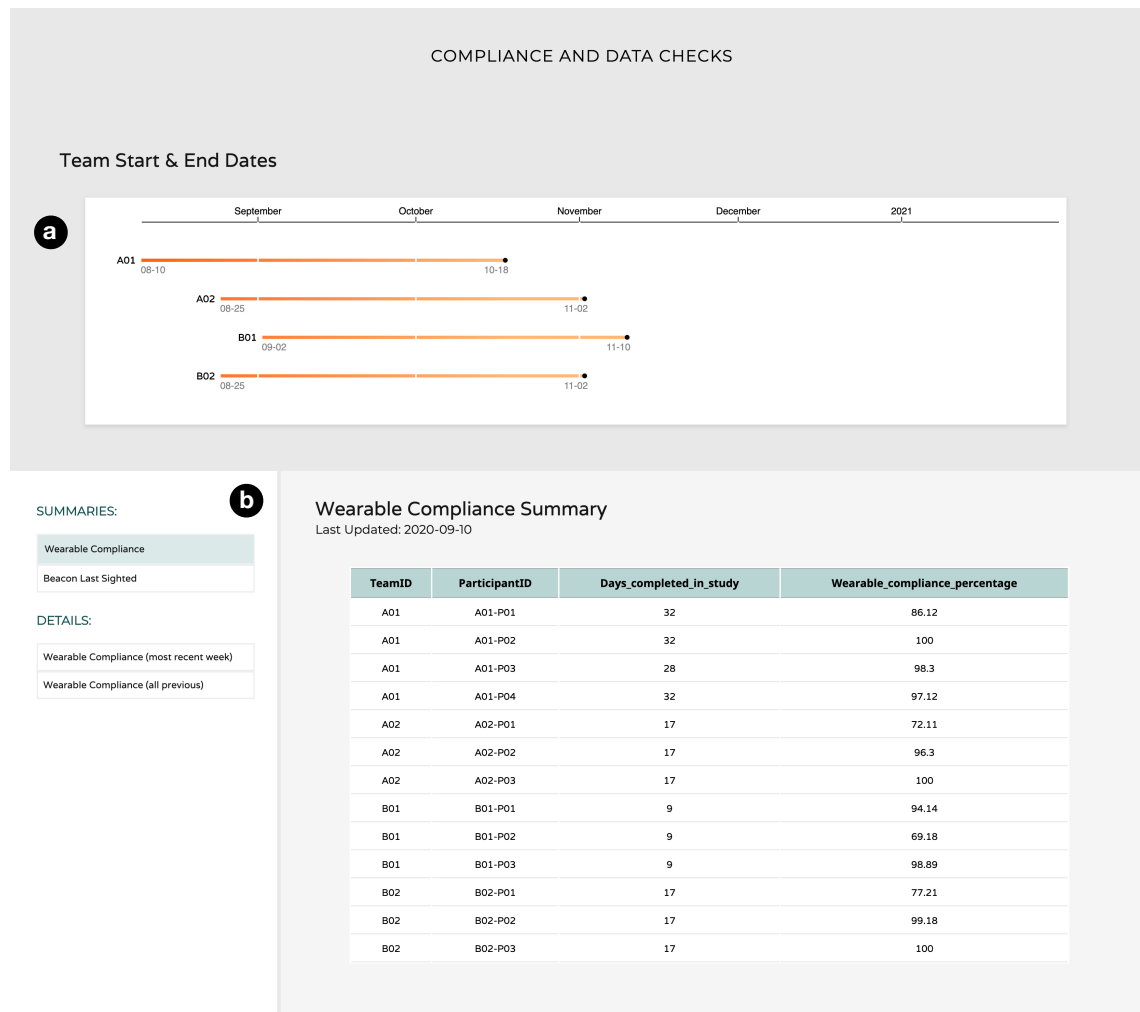 COMPLIANCE AND DATA CHECKS
Team Start & End Dates
a
September October November December 2021
A01
08-10 10-18
A02
08-25 11-02
B01
09-02 11-10
B02
08-25 11-02
b
SUMMARIES:
Wearable Compliance
Beacon Last Sighted
DETAILS:
Wearable Compliance (most recent week)
Wearable Compliance (all previous)
Wearable Compliance Summary
Last Updated: 2020-09-10
TeamID ParticipantID Days_completed_in_study Wearable_compliance_percentage
A01 A01-P01 32 86.12
A01 A01-P02 32 100
A01 A01-P03 28 98.3
A01 A01-P04 32 97.12
A02 A02-P01 17 72.11
A02 A02-P02 17 96.3
A02 A02-P03 17 100
B01 B01-P01 9 94.14
B01 B01-P02 9 69.18
B01 B01-P03 9 98.89
B02 B02-P01 17 77.21
B02 B02-P02 17 99.18
B02 B02-P03 17 100